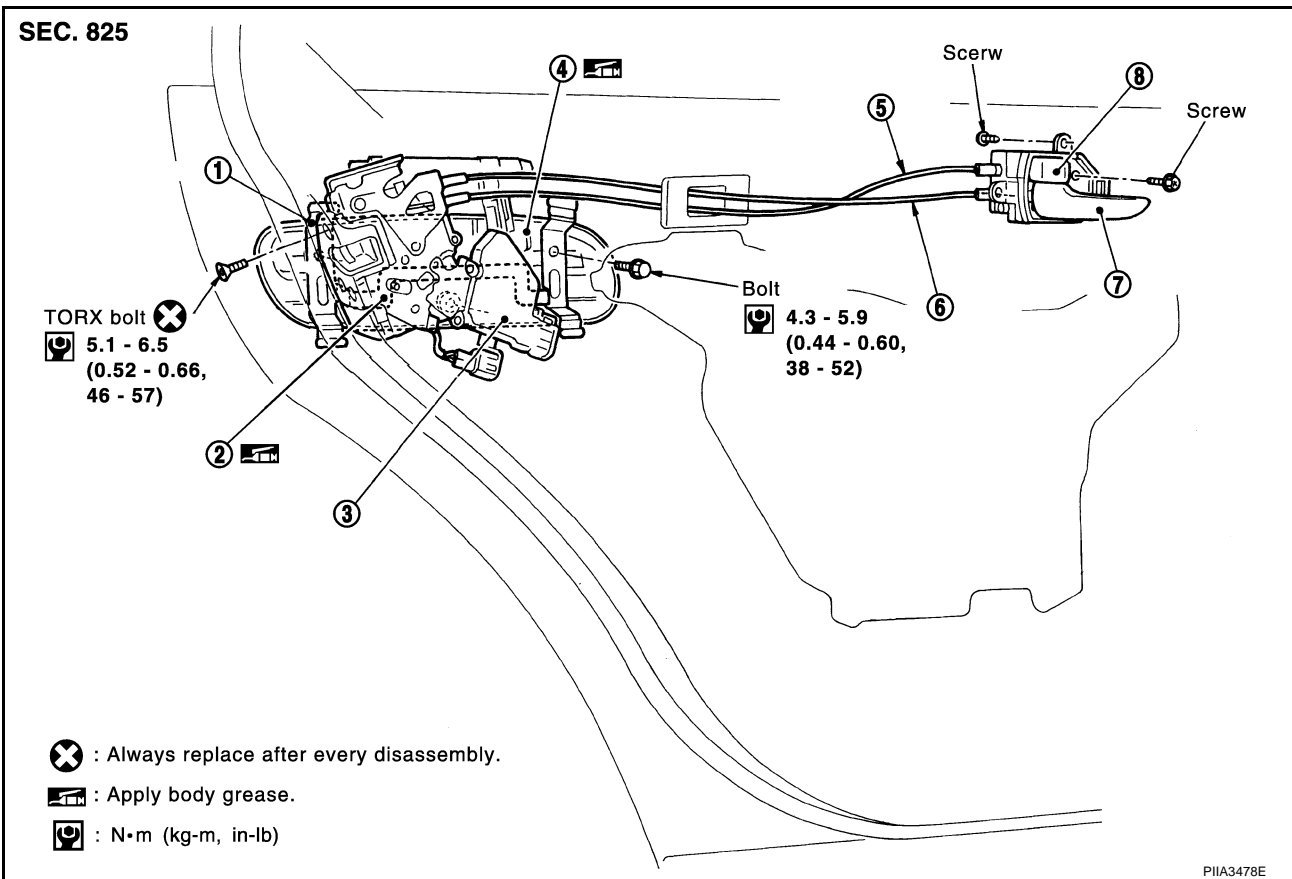 SEC. 825
Scerw
④
⑧
⑤
Screw
①
⑦
⑥
TORX bolt
5.1 - 6.5
(0.52 - 0.66,
46 - 57)
Bolt
4.3 - 5.9
(0.44 - 0.60,
38 - 52)
②
③
: Always replace after every disassembly.
: Apply body grease.
: N•m (kg-m, in-lb)
PIIA3478E